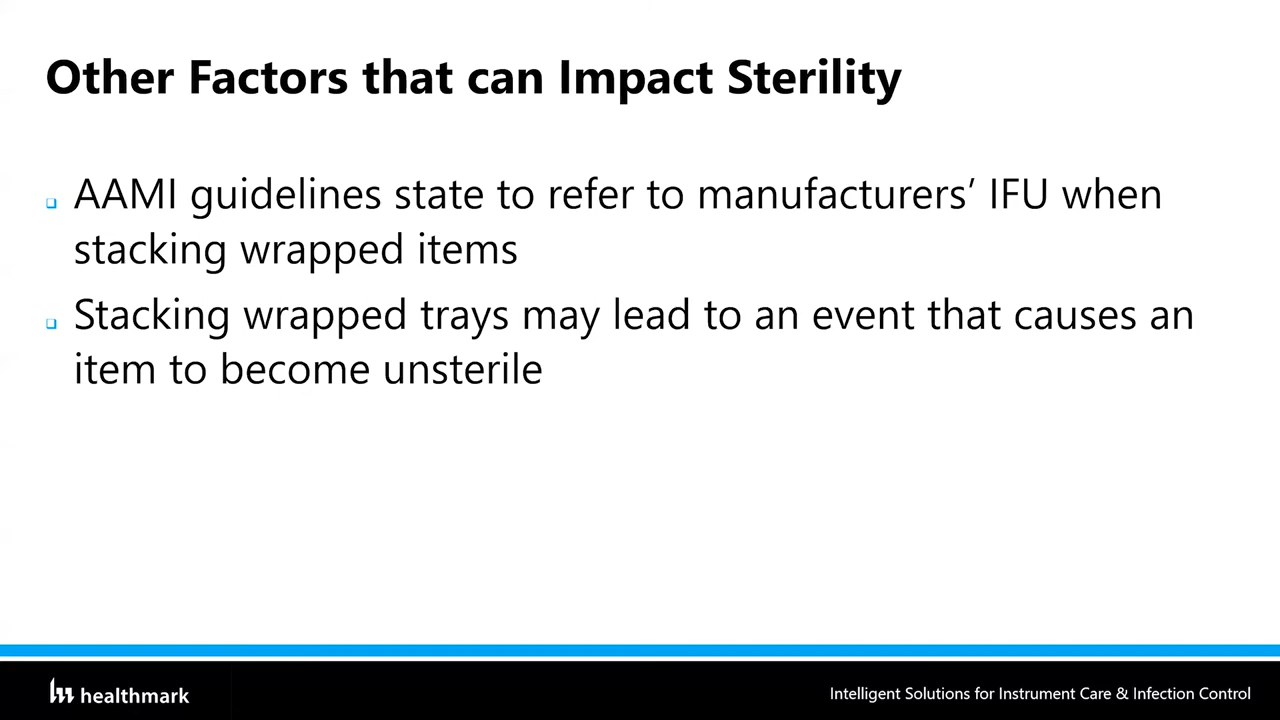 Other Factors that can Impact Sterility
AAMI guidelines state to refer to manufacturers’ IFU when
stacking wrapped items
Stacking wrapped trays may lead to an event that causes an
item to become unsterile
healthmark
Intelligent Solutions for Instrument Care & Infection Control